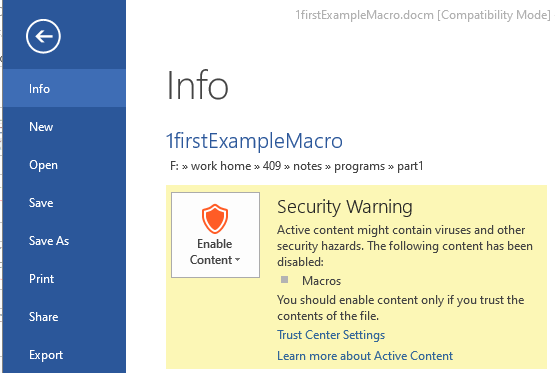 1firstExampleMacro.docm [Compatibility Mode]
Info
New
Open
Save
Save As
Print
Share
Export
Info
1firstExampleMacro
F: » work home » 409 » notes » programs » part1
Enable
Content
Security Warning
Active content might contain viruses and other
security hazards. The following content has been
disabled:
Macros
You should enable content only if you trust the
contents of the file.
Trust Center Settings
Learn more about Active Content